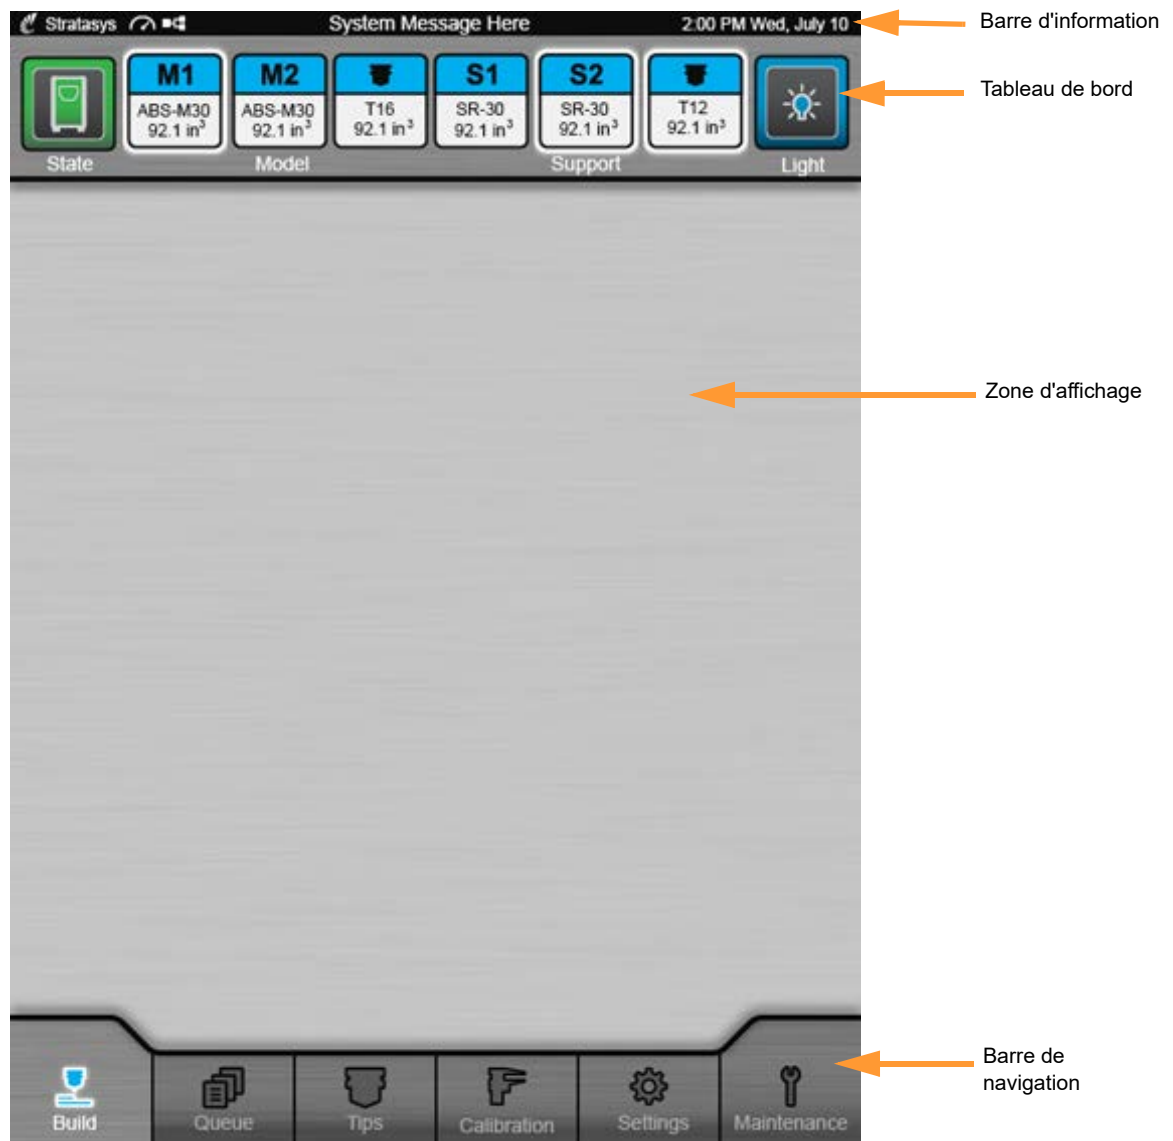 Stratasys System Message Here 2:00 PM Wed, July 10
Barre d'information
M1 M2 S1 S2
ABS-M30 ABS-M30 T16 SR-30 SR-30 T12
92.1 in³ 92.1 in³ 92.1 in³ 92.1 in³ 92.1 in³ 92.1 in³
State Model Support Light
Tableau de bord
Zone d'affichage
Barre de
navigation
Build Queue Tips Calibration Settings Maintenance